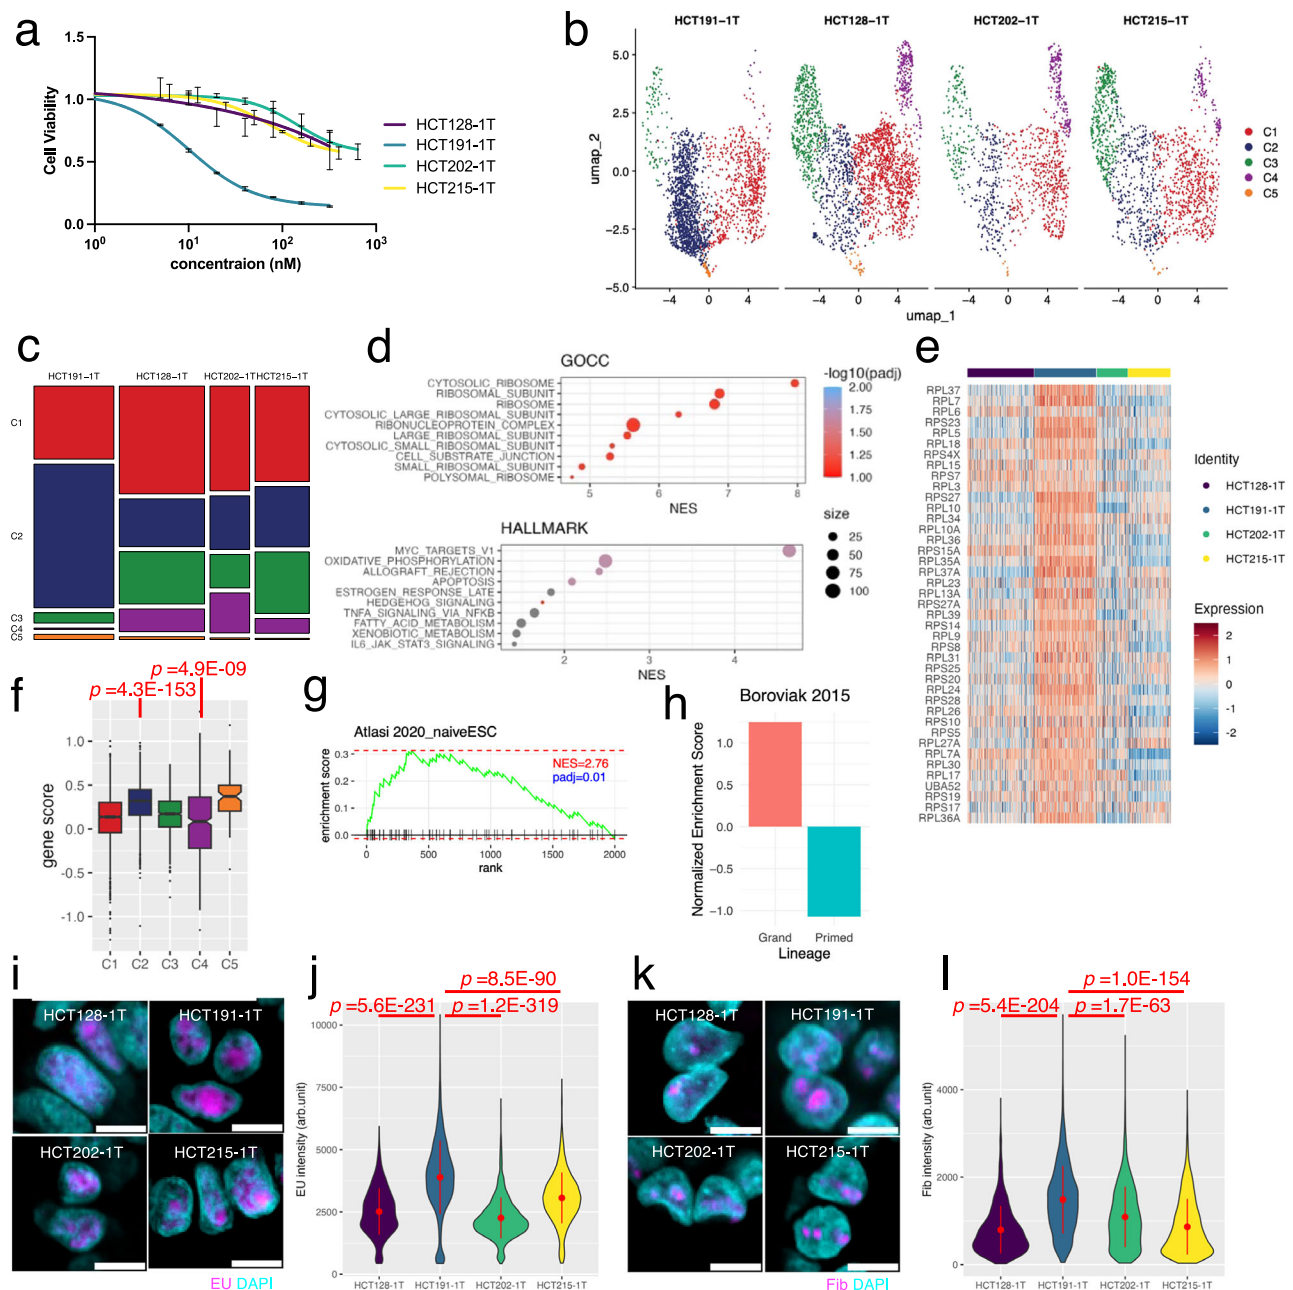 a
1.5
1.0
0.5
0.0
Cell Viability
10⁰ 10¹ 10² 10³
concentraion (nM)
HCT128-1T
HCT191-1T
HCT202-1T
HCT215-1T
b
HCT191−1T HCT128−1T HCT202−1T HCT215−1T
5.0
2.5
0.0
−2.5
−5.0
umap_2
−4 0 4 −4 0 4 −4 0 4 −4 0 4
umap_1
C1
C2
C3
C4
C5
c
HCT191−1T HCT128−1T HCT202−1T HCT215−1T
C1
C2
C3
C4
C5
d
GOCC
CYTOSOLIC_RIBOSOME
RIBOSOMAL_SUBUNIT
RIBOSOME
CYTOSOLIC_LARGE_RIBOSOMAL_SUBUNIT
RIBONUCLEOPROTEIN_COMPLEX
LARGE_RIBOSOMAL_SUBUNIT
CYTOSOLIC_SMALL_RIBOSOMAL_SUBUNIT
CELL_SUBSTRATE_JUNCTION
SMALL_RIBOSOMAL_SUBUNIT
POLYSOMAL_RIBOSOME
5 6 7 8
NES
-log10(padj)
2.00
1.75
1.50
1.25
1.00
size
25
50
75
100
HALLMARK
MYC_TARGETS_V1
OXIDATIVE_PHOSPHORYLATION
ALLOGRAFT_REJECTION
APOPTOSIS
ESTROGEN_RESPONSE_LATE
HEDGEHOG_SIGNALING
TNFA_SIGNALING_VIA_NFKB
FATTY_ACID_METABOLISM
XENOBIOTIC_METABOLISM
IL6_JAK_STAT3_SIGNALING
2 3 4
NES
e
RPL37
RPL7
RPL6
RPS23
RPL5
RPL18
RPS4X
RPL15
RPS7
RPL3
RPS27
RPL10
RPL34
RPL10A
RPL36
RPS15A
RPL35A
RPL37A
RPL23
RPL13A
RPS27A
RPL39
RPS14
RPL9
RPS8
RPL31
RPS25
RPS20
RPL24
RPS28
RPL26
RPS10
RPS5
RPL27A
RPL7A
RPL30
RPL17
UBA52
RPS19
RPS17
RPL36A
Identity
HCT128-1T
HCT191-1T
HCT202-1T
HCT215-1T
Expression
2
1
0
-1
-2
f
p =4.9E-09
p =4.3E-153
1.0
0.5
0.0
-0.5
-1.0
gene score
C1 C2 C3 C4 C5
g
Atlasi 2020_naiveESC
NES=2.76
padj=0.01
0.3
0.2
0.1
0.0
enrichment score
0 500 1000 1500 2000
rank
h
Boroviak 2015
1.0
0.5
0.0
−0.5
−1.0
Normalized Enrichment Score
Grand Primed
Lineage
i
HCT128-1T HCT191-1T
HCT202-1T HCT215-1T
EU DAPI
j
p =8.5E-90
p =5.6E-231 p =1.2E-319
10000
7500
5000
2500
0
EU intensity (arb.unit)
HCT128-1T HCT191-1T HCT202-1T HCT215-1T
k
HCT128-1T HCT191-1T
HCT202-1T HCT215-1T
Fib DAPI
l
p =1.0E-154
p =5.4E-204 p =1.7E-63
4000
2000
0
Fib intensity (arb.unit)
HCT128-1T HCT191-1T HCT202-1T HCT215-1T